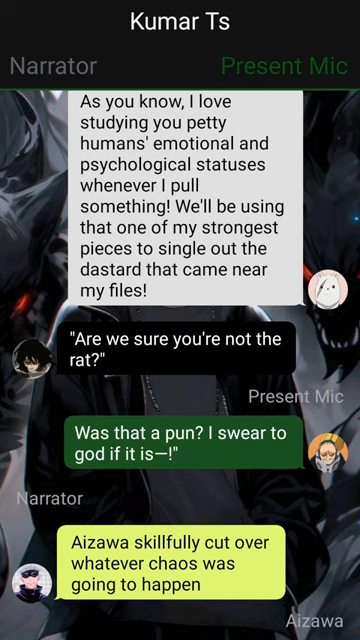 Kumar Ts
Narrator
Present Mic
As you know, I love
studying you petty
humans' emotional and
psychological statuses
whenever I pull
something! We'll be using
that one of my strongest
pieces to single out the
dastard that came near
my files!
"Are we sure you're not the
rat?"
Present Mic
Was that a pun? I swear to
god if it is—!"
Narrator
Aizawa skillfully cut over
whatever chaos was
going to happen
Aizawa